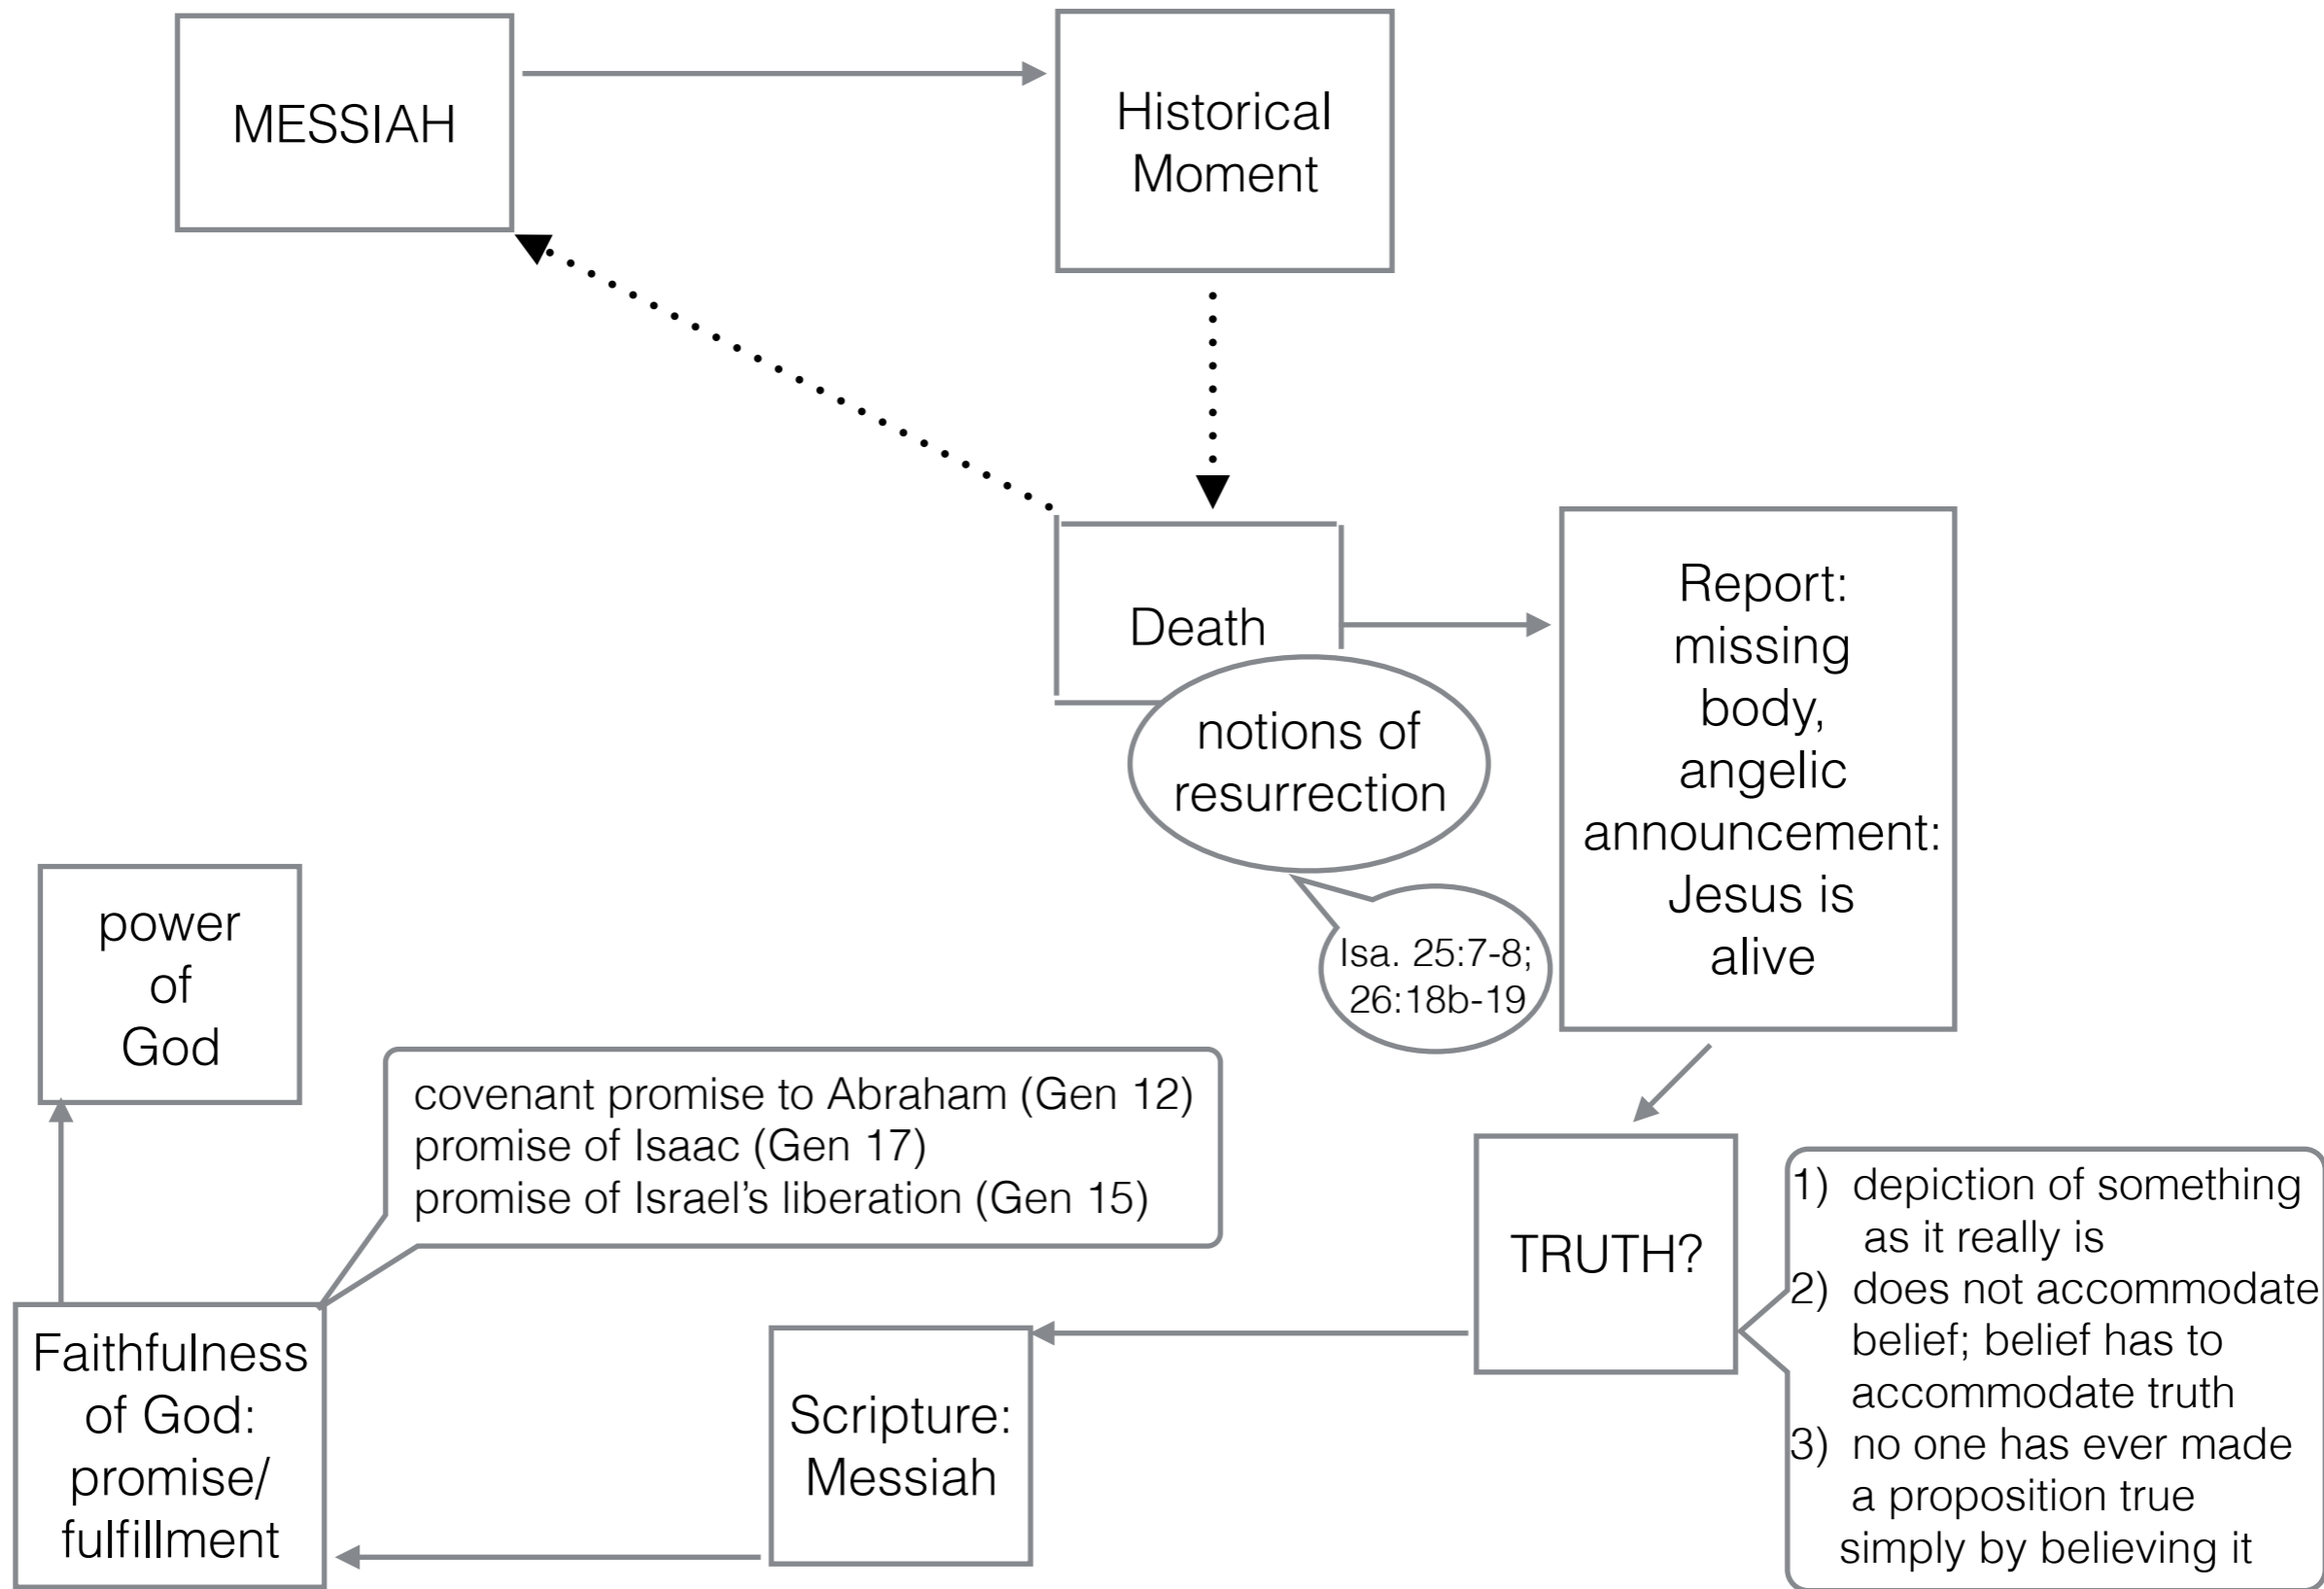 MESSIAH
Historical
Moment
Death
notions of
resurrection
Isa. 25:7-8;
26:18b-19
Report:
missing
body,
angelic
announcement:
Jesus is
alive
power
of
God
covenant promise to Abraham (Gen 12)
promise of Isaac (Gen 17)
promise of Israel’s liberation (Gen 15)
TRUTH?
1) depiction of something
as it really is
2) does not accommodate
belief; belief has to
accommodate truth
3) no one has ever made
a proposition true
simply by believing it
Scripture:
Messiah
Faithfulness
of God:
promise/
fulfillment